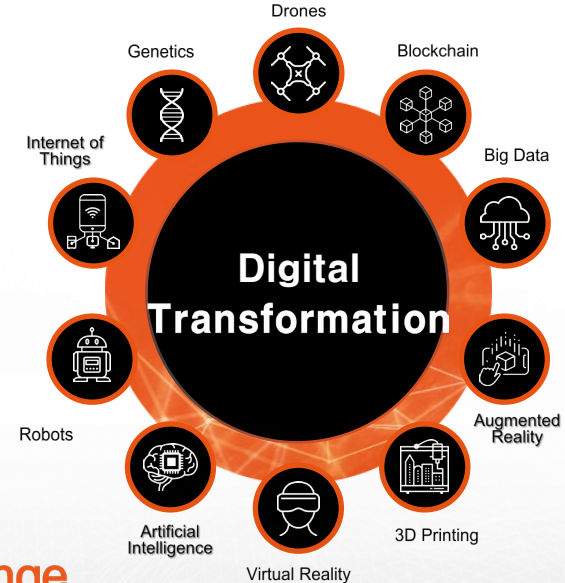 Drones
Genetics
Blockchain
Internet of
Things
Big Data
Digital
Transformation
Robots
Augmented
Reality
Artificial
Intelligence
3D Printing
Virtual Reality